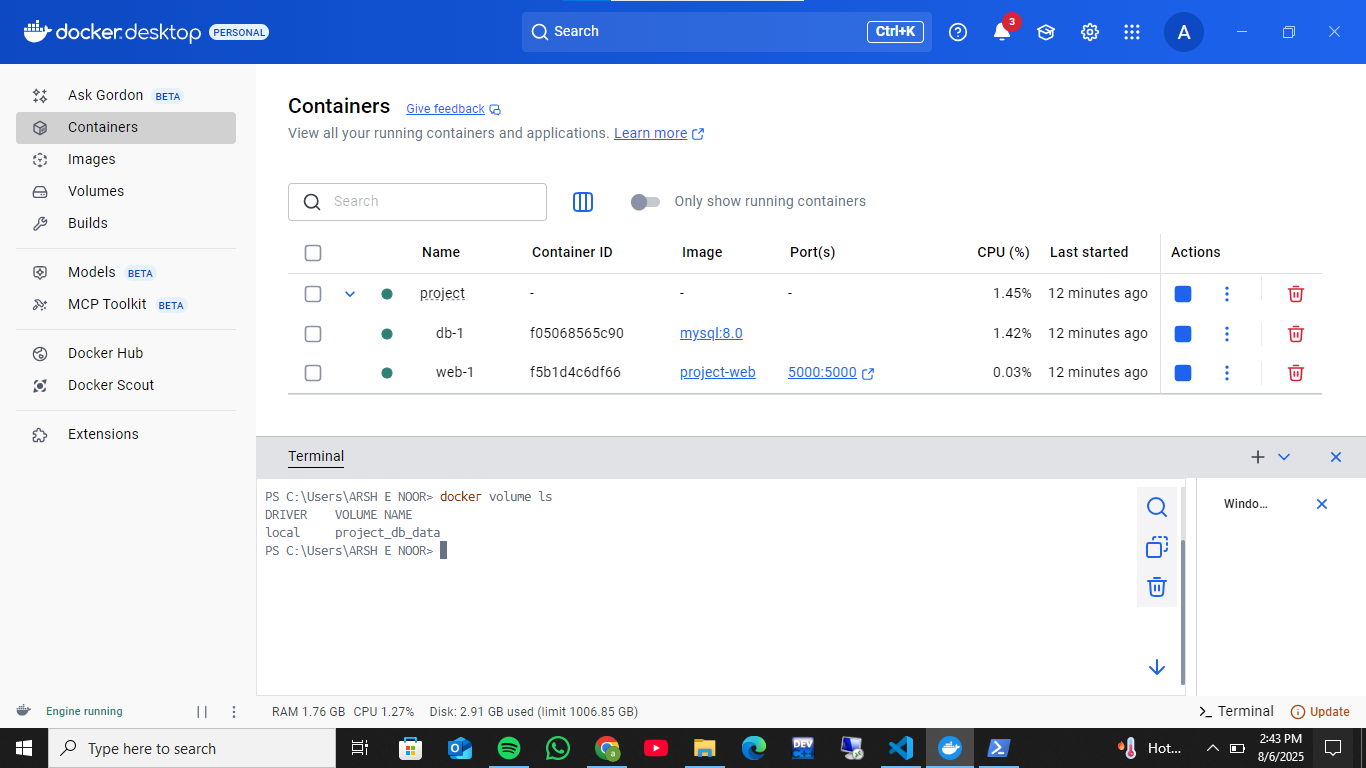 docker.desktop PERSONAL Search Ctrl+K 3 A
Ask Gordon BETA
Containers
Images
Volumes
Builds
Models BETA
MCP Toolkit BETA
Docker Hub
Docker Scout
Extensions
Containers Give feedback
View all your running containers and applications. Learn more
Search Only show running containers
Name Container ID Image Port(s) CPU (%) Last started Actions
project - - - 1.45% 12 minutes ago
db-1 f05068565c90 mysql:8.0 1.42% 12 minutes ago
web-1 f5b1d4c6df66 project-web 5000:5000 0.03% 12 minutes ago
Terminal
PS C:\Users\ARSH E NOOR> docker volume ls
DRIVER VOLUME NAME
local project_db_data
PS C:\Users\ARSH E NOOR>
Windo...
Engine running RAM 1.76 GB CPU 1.27% Disk: 2.91 GB used (limit 1006.85 GB) Terminal Update
Type here to search DEV Hot... 2:43 PM
8/6/2025